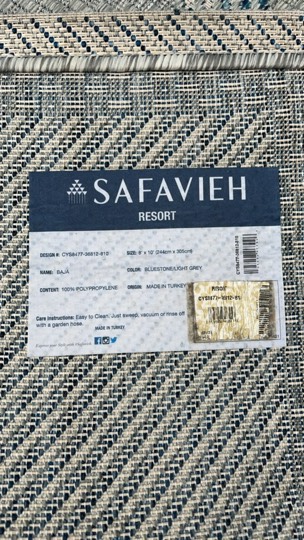 SAFAVIEH
RESORT
DESIGN #: CYS8477-36812-810 SIZE: 8' x 10' (244cm x 305cm)
NAME: BAJA COLOR: BLUESTONE/LIGHT GREY
CONTENT: 100% POLYPROPYLENE ORIGIN: MADE IN TURKEY
Care Instructions: Easy to Clean. Just sweep, vacuum or rinse off
with a garden hose.
MADE IN TURKEY